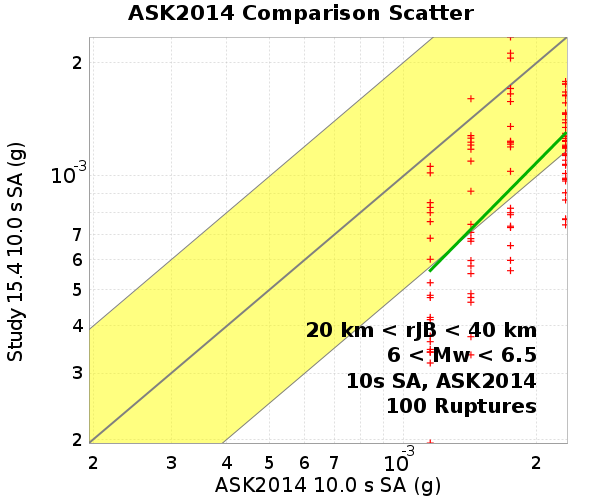 ASK2014 Comparison Scatter
Study 15.4 10.0 s SA (g)
2
10-3
7
6
5
4
3
2
20 km < rJB < 40 km
6 < Mw < 6.5
10s SA, ASK2014
100 Ruptures
2 3 4 5 6 7 10-3 2
ASK2014 10.0 s SA (g)